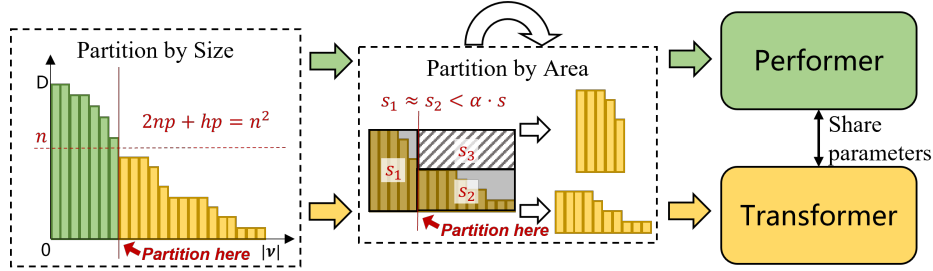 Partition by Size
D
n
2np + hp = n²
0
Partition here
|v|
Partition by Area
s₁ ≈ s₂ < α · s
s₁
s₃
s₂
Partition here
Performer
Share
parameters
Transformer